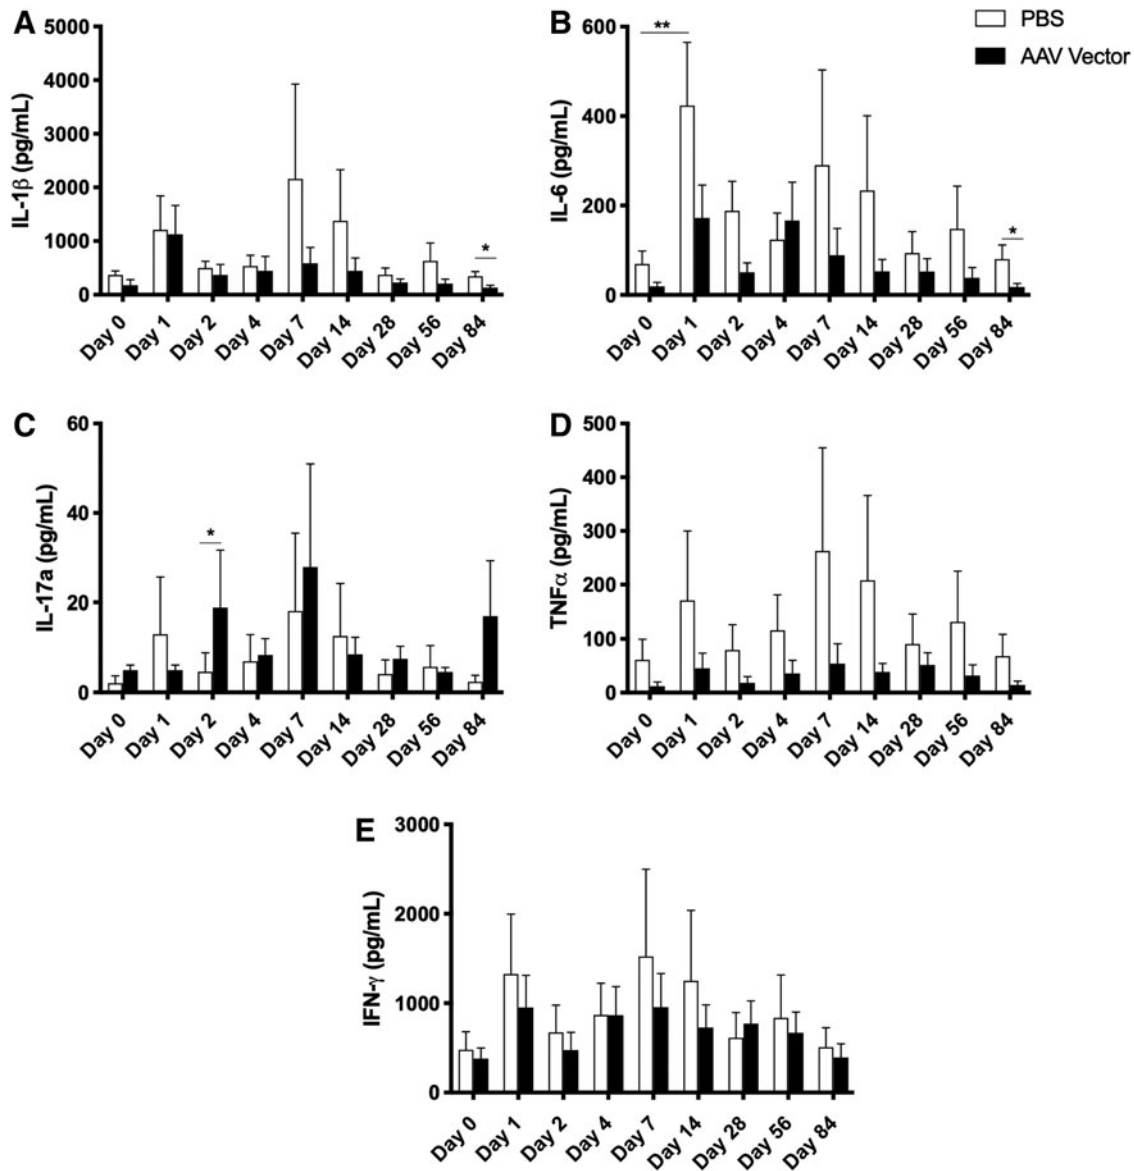 A
B
PBS
AAV Vector
IL-1β (pg/mL)
5000
4000
3000
2000
1000
0
*
Day 0
Day 1
Day 2
Day 4
Day 7
Day 14
Day 28
Day 56
Day 84
IL-6 (pg/mL)
600
400
200
0
**
*
Day 0
Day 1
Day 2
Day 4
Day 7
Day 14
Day 28
Day 56
Day 84
C
IL-17a (pg/mL)
60
40
20
0
*
Day 0
Day 1
Day 2
Day 4
Day 7
Day 14
Day 28
Day 56
Day 84
D
TNFα (pg/mL)
500
400
300
200
100
0
Day 0
Day 1
Day 2
Day 4
Day 7
Day 14
Day 28
Day 56
Day 84
E
IFN-γ (pg/mL)
3000
2000
1000
0
Day 0
Day 1
Day 2
Day 4
Day 7
Day 14
Day 28
Day 56
Day 84